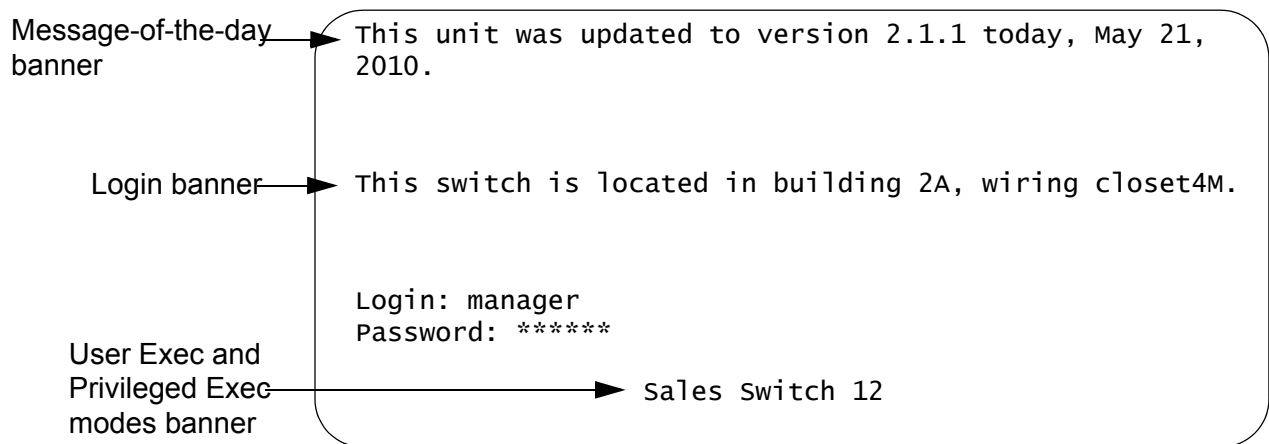 Message-of-the-day
banner
This unit was updated to version 2.1.1 today, May 21,
2010.
Login banner
This switch is located in building 2A, wiring closet4M.
Login: manager
Password: ******
User Exec and
Privileged Exec
modes banner
Sales Switch 12